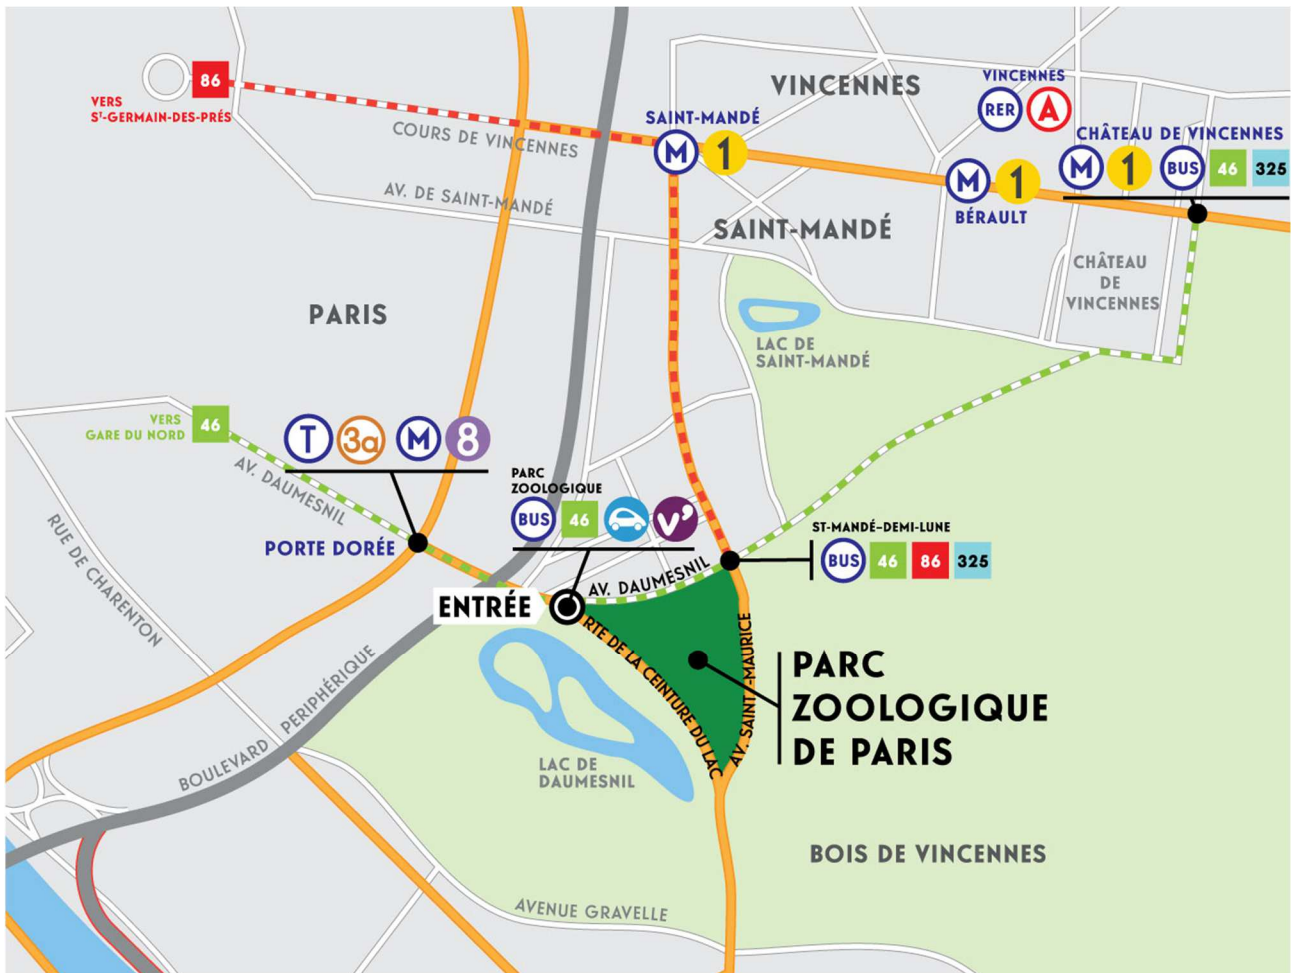 86
VERS
Sᵀ-GERMAIN-DES-PRÉS
COURS DE VINCENNES
AV. DE SAINT-MANDÉ
SAINT-MANDÉ
M 1
VINCENNES
VINCENNES
RER A
CHÂTEAU DE VINCENNES
M 1 BUS 46 325
M 1
BÉRAULT
SAINT-MANDÉ
CHÂTEAU
DE
VINCENNES
PARIS
LAC DE
SAINT-MANDÉ
VERS
GARE DU NORD
46
T 3a M 8
AV. DAUMESNIL
PORTE DORÉE
PARC
ZOOLOGIQUE
BUS 46 V'
ST-MANDÉ-DEMI-LUNE
BUS 46 86 325
RUE DE CHARENTON
AV. DAUMESNIL
ENTRÉE
RTE DE LA CEINTURE DU LAC
AV. SAINT-MAURICE
PARC
ZOOLOGIQUE
DE PARIS
BOULEVARD PERIPHÉRIQUE
LAC DE
DAUMESNIL
BOIS DE VINCENNES
AVENUE GRAVELLE